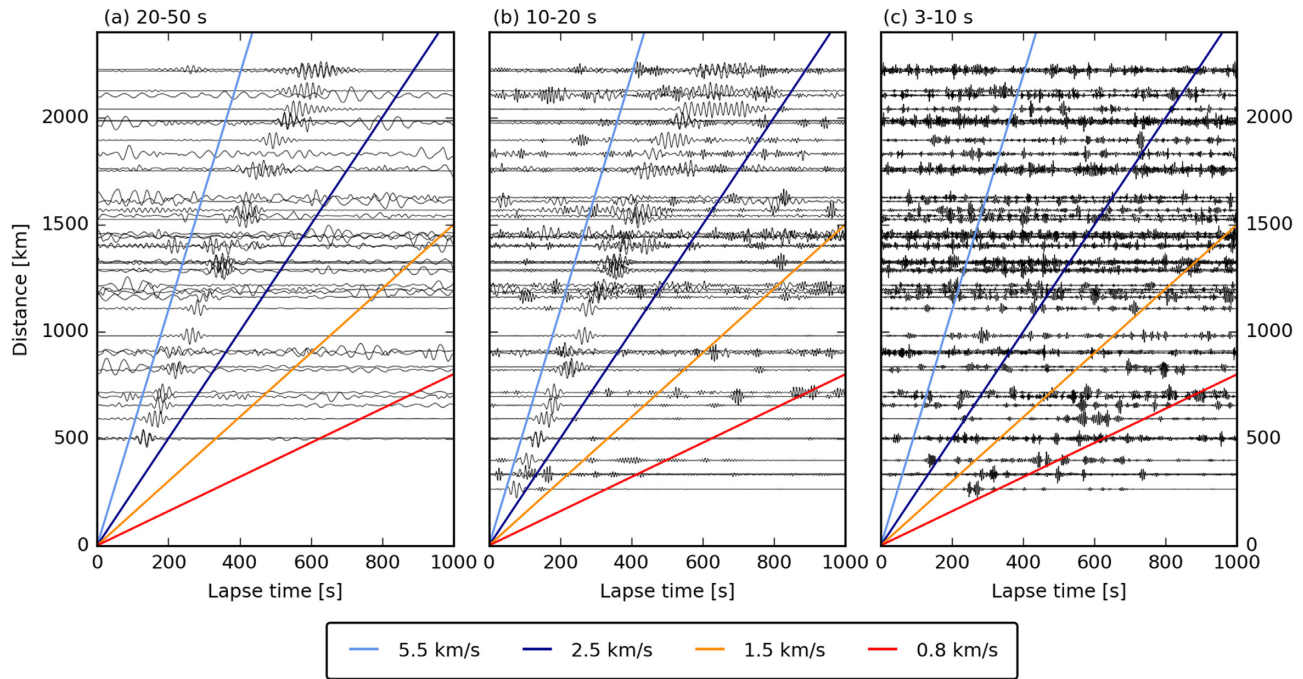 (a) 20-50 s
(b) 10-20 s
(c) 3-10 s
Distance [km]
2000
1500
1000
500
0
2000
1500
1000
500
0
0 200 400 600 800 1000
0 200 400 600 800 1000
0 200 400 600 800 1000
Lapse time [s]
Lapse time [s]
Lapse time [s]
5.5 km/s
2.5 km/s
1.5 km/s
0.8 km/s